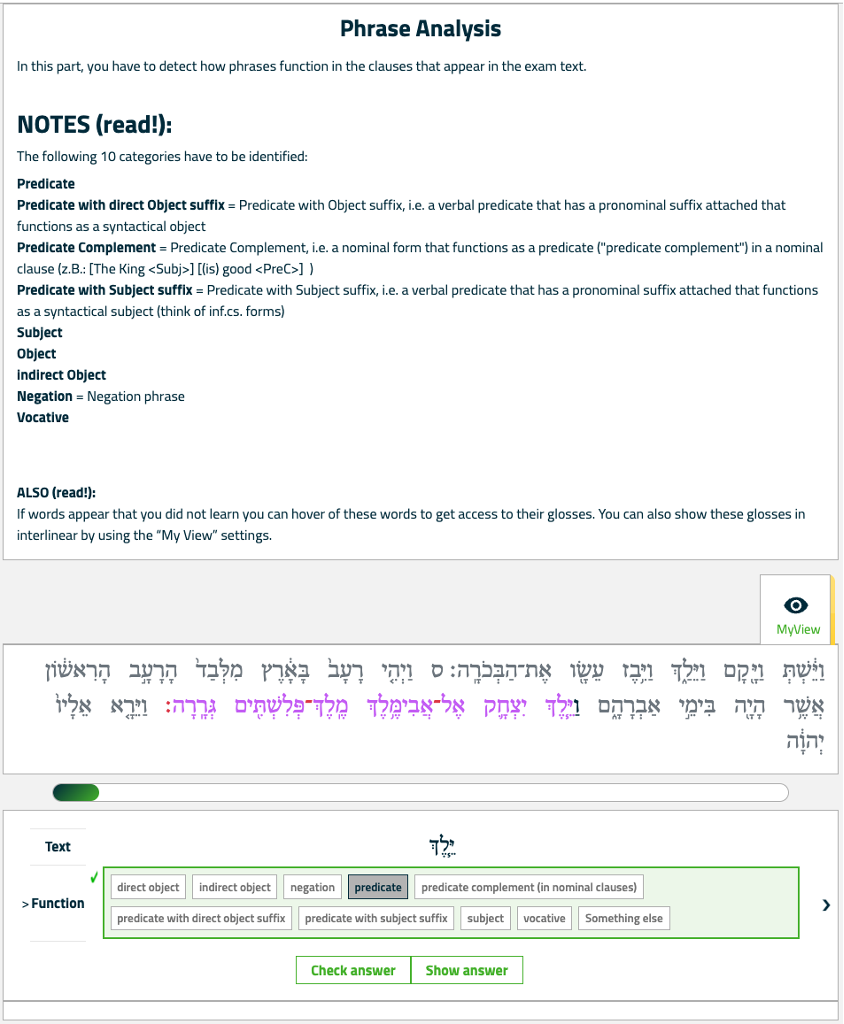 Phrase Analysis
In this part, you have to detect how phrases function in the clauses that appear in the exam text.
NOTES (read!):
The following 10 categories have to be identified:
Predicate
Predicate with direct Object suffix = Predicate with Object suffix, i.e. a verbal predicate that has a pronominal suffix attached that
functions as a syntactical object
Predicate Complement = Predicate Complement, i.e. a nominal form that functions as a predicate ("predicate complement") in a nominal
clause (z.B.: [The King <Subj>] [(is) good <PreC>] )
Predicate with Subject suffix = Predicate with Subject suffix, i.e. a verbal predicate that has a pronominal suffix attached that functions
as a syntactical subject (think of inf.cs. forms)
Subject
Object
indirect Object
Negation = Negation phrase
Vocative
ALSO (read!):
If words appear that you did not learn you can hover of these words to get access to their glosses. You can also show these glosses in
interlinear by using the “My View” settings.
MyView
וַיֵּ֔שְׁתְּ וַיָּ֖קָם וַיֵּלַ֑ךְ וַיִּ֥בֶז עֵשָׂ֖ו אֶת־הַבְּכֹרָֽה׃ ס וַיְהִ֤י רָעָב֙ בָּאָ֔רֶץ מִלְּבַד֙ הָרָעָ֣ב הָרִאשֹׁ֔ון
אֲשֶׁ֥ר הָיָ֖ה בִּימֵ֣י אַבְרָהָ֑ם וַיֵּ֧לֶךְ יִצְחָ֛ק אֶל־אֲבִימֶּ֥לֶךְ מֶֽלֶךְ־פְּלִשְׁתִּ֖ים גְּרָֽרָה׃ וַיֵּרָ֤א אֵלָיו֙
יְהוָ֔ה
Text
יֵּ֧לֶךְ
> Function
direct object
indirect object
negation
predicate
predicate complement (in nominal clauses)
predicate with direct object suffix
predicate with subject suffix
subject
vocative
Something else
Check answer
Show answer